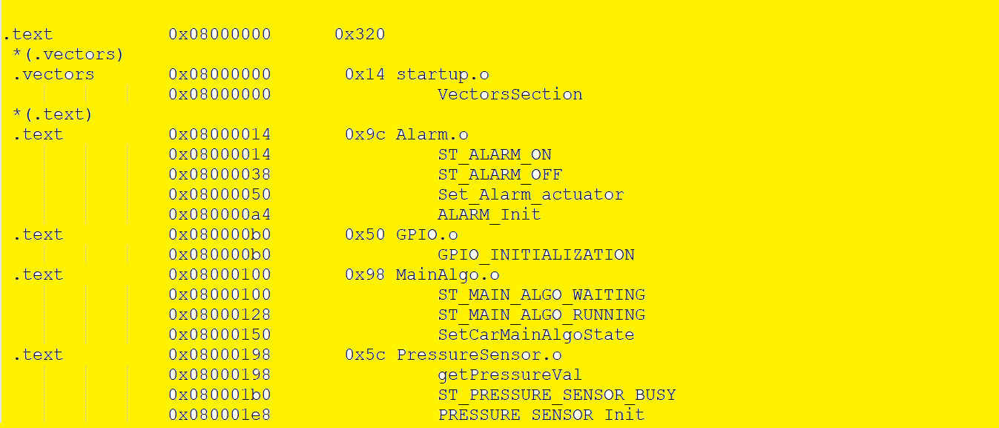 .text 0x08000000 0x320
*(.vectors)
.vectors 0x08000000 0x14 startup.o
0x08000000 VectorsSection
*(.text)
.text 0x08000014 0x9c Alarm.o
0x08000014 ST_ALARM_ON
0x08000038 ST_ALARM_OFF
0x08000050 Set_Alarm_actuator
0x080000a4 ALARM_Init
.text 0x080000b0 0x50 GPIO.o
0x080000b0 GPIO_INITIALIZATION
.text 0x08000100 0x98 MainAlgo.o
0x08000100 ST_MAIN_ALGO_WAITING
0x08000128 ST_MAIN_ALGO_RUNNING
0x08000150 SetCarMainAlgoState
.text 0x08000198 0x5c PressureSensor.o
0x08000198 getPressureVal
0x080001b0 ST_PRESSURE_SENSOR_BUSY
0x080001e8 PRESSURE SENSOR Init